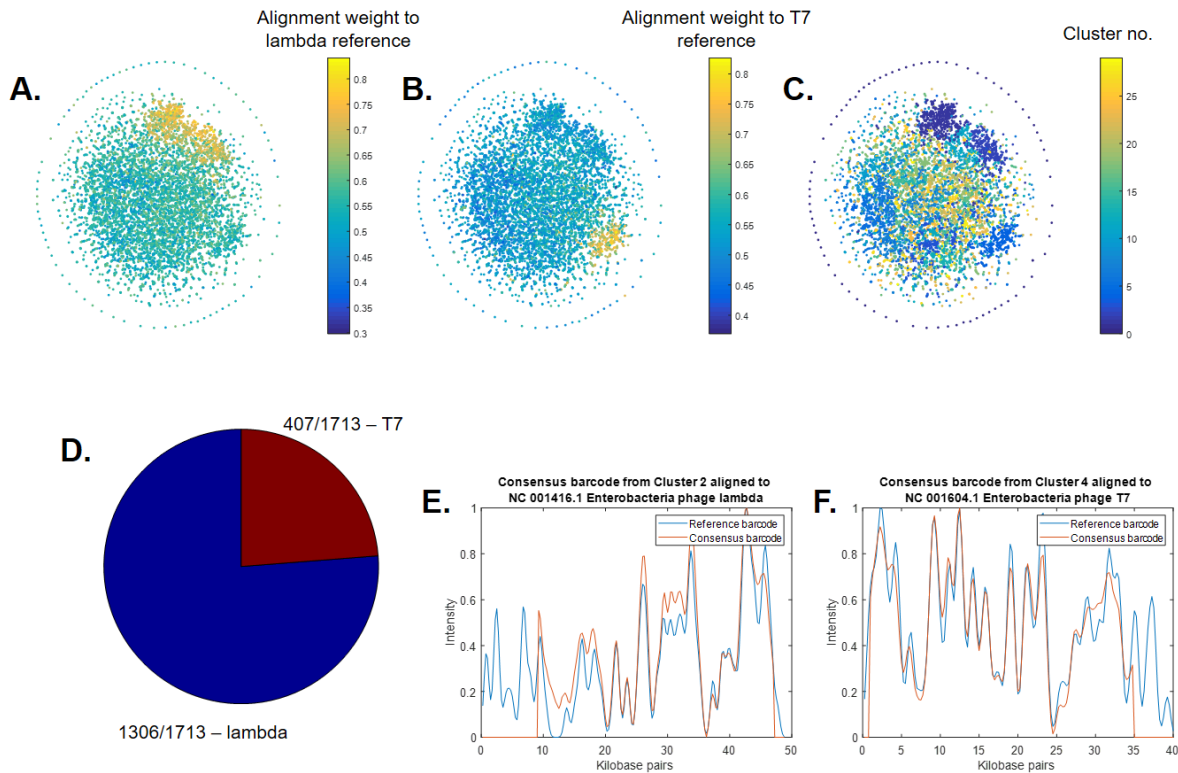 Alignment weight to
lambda reference
A.
0.8
0.75
0.7
0.65
0.6
0.55
0.5
0.45
0.4
0.35
0.3
Alignment weight to T7
reference
B.
0.8
0.75
0.7
0.65
0.6
0.55
0.5
0.45
0.4
Cluster no.
C.
25
20
15
10
5
0
D.
407/1713 – T7
1306/1713 – lambda
E.
Consensus barcode from Cluster 2 aligned to
NC 001416.1 Enterobacteria phage lambda
Reference barcode
Consensus barcode
Intensity
1
0.8
0.6
0.4
0.2
0
0 10 20 30 40 50
Kilobase pairs
F.
Consensus barcode from Cluster 4 aligned to
NC 001604.1 Enterobacteria phage T7
Reference barcode
Consensus barcode
Intensity
1
0.8
0.6
0.4
0.2
0
0 5 10 15 20 25 30 35 40
Kilobase pairs